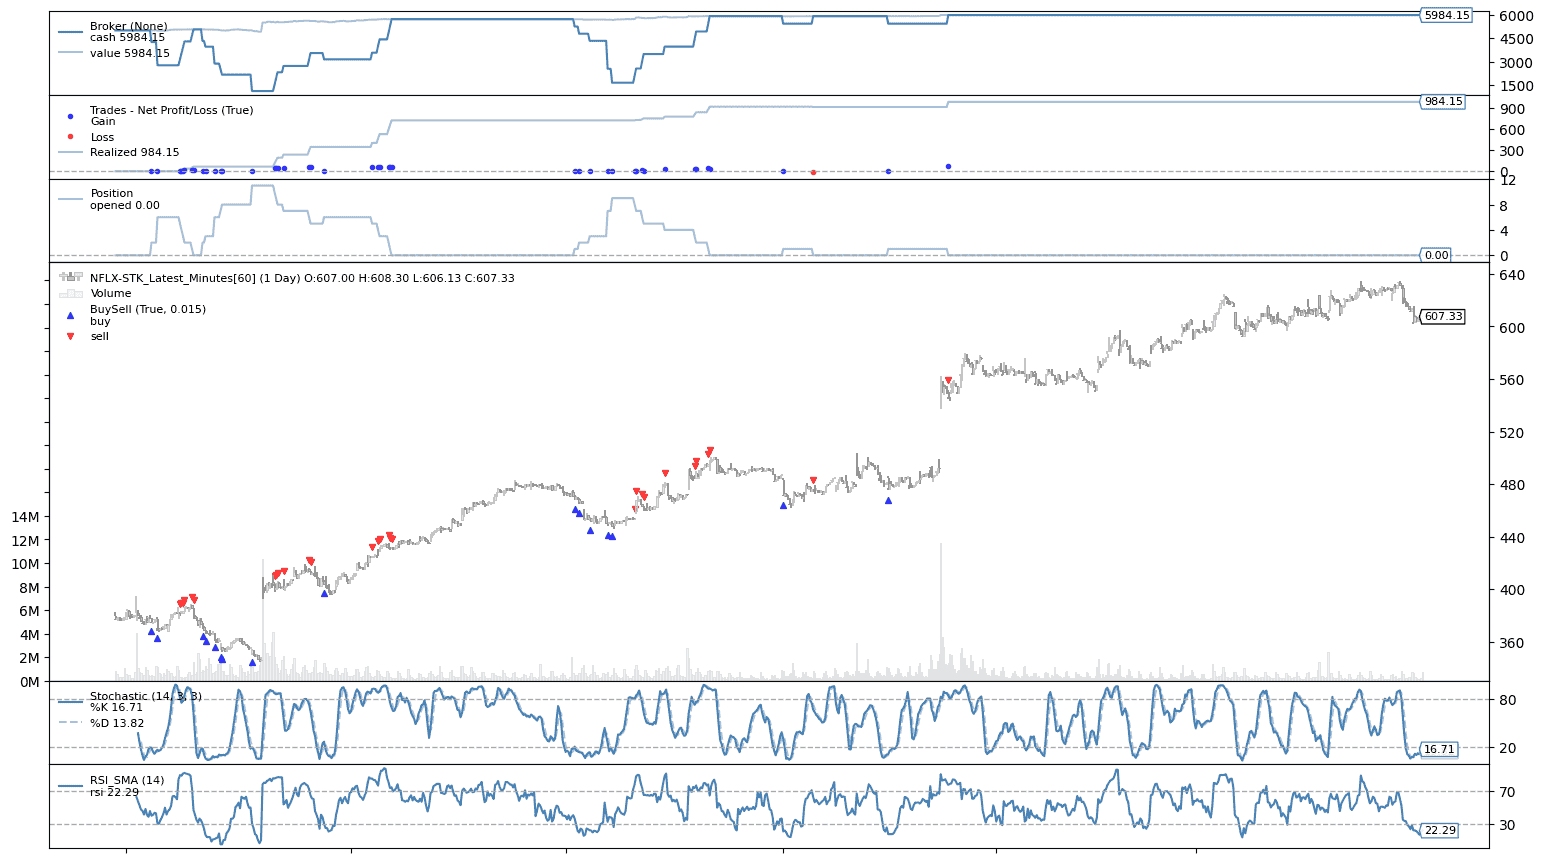 Broker (None)
cash 5984.15
value 5984.15
5984.15
6000
4500
3000
1500
Trades - Net Profit/Loss (True)
Gain
Loss
Realized 984.15
984.15
900
600
300
0
Position
opened 0.00
12
8
4
0
0.00
NFLX-STK_Latest_Minutes[60] (1 Day) O:607.00 H:608.30 L:606.13 C:607.33
Volume
BuySell (True, 0.015)
buy
sell
640
600
560
520
480
440
400
360
607.33
14M
12M
10M
8M
6M
4M
2M
0M
Stochastic (14, 3, 3)
%K 16.71
%D 13.82
80
20
16.71
RSI_SMA (14)
rsi 22.29
70
30
22.29